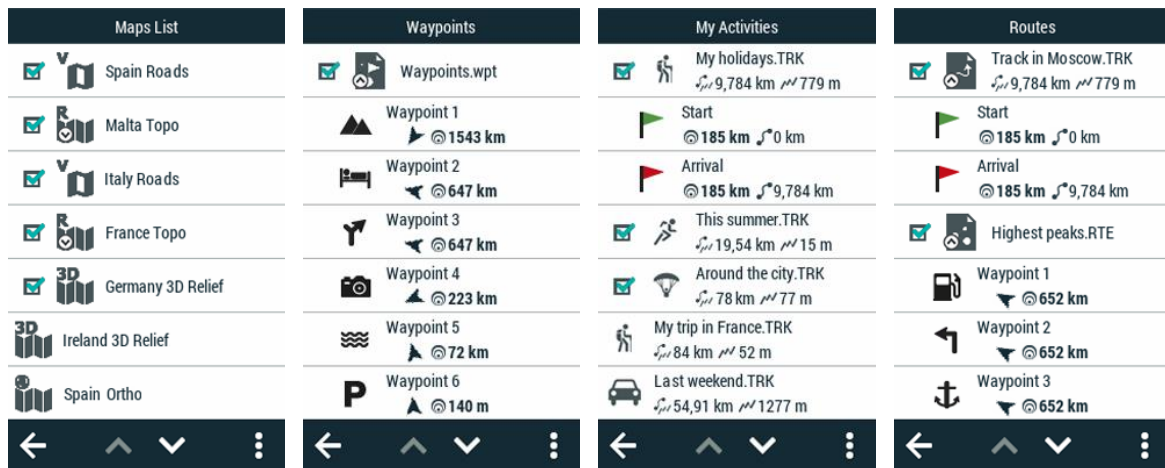 Maps List
V
Spain Roads
R
Malta Topo
V
Italy Roads
R
France Topo
3D
Germany 3D Relief
3D
Ireland 3D Relief
Spain Ortho
Waypoints
Waypoints.wpt
Waypoint 1
1543 km
Waypoint 2
647 km
Waypoint 3
647 km
Waypoint 4
223 km
Waypoint 5
72 km
P
Waypoint 6
140 m
My Activities
My holidays.TRK
9,784 km 779 m
Start
185 km 0 km
Arrival
185 km 9,784 km
This summer.TRK
19,54 km 15 m
Around the city.TRK
78 km 77 m
My trip in France.TRK
84 km 52 m
Last weekend.TRK
54,91 km 1277 m
Routes
Track in Moscow.TRK
9,784 km 779 m
Start
185 km 0 km
Arrival
185 km 9,784 km
Highest peaks.RTE
Waypoint 1
652 km
Waypoint 2
652 km
Waypoint 3
652 km